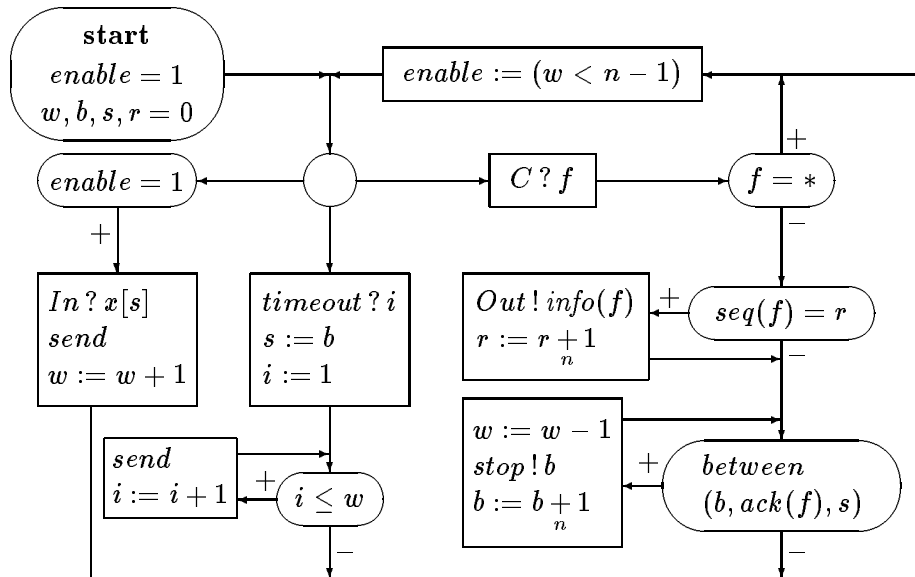 start
enable = 1
w, b, s, r = 0
enable := (w < n − 1)
enable = 1
C ? f
f = ∗
+
+
−
In ? x[s]
send
w := w + 1
timeout ? i
s := b
i := 1
Out ! info(f)
r := r + 1
n
+
seq(f) = r
−
send
i := i + 1
+
i ≤ w
−
w := w − 1
stop ! b
b := b + 1
n
+
between
(b, ack(f), s)
−